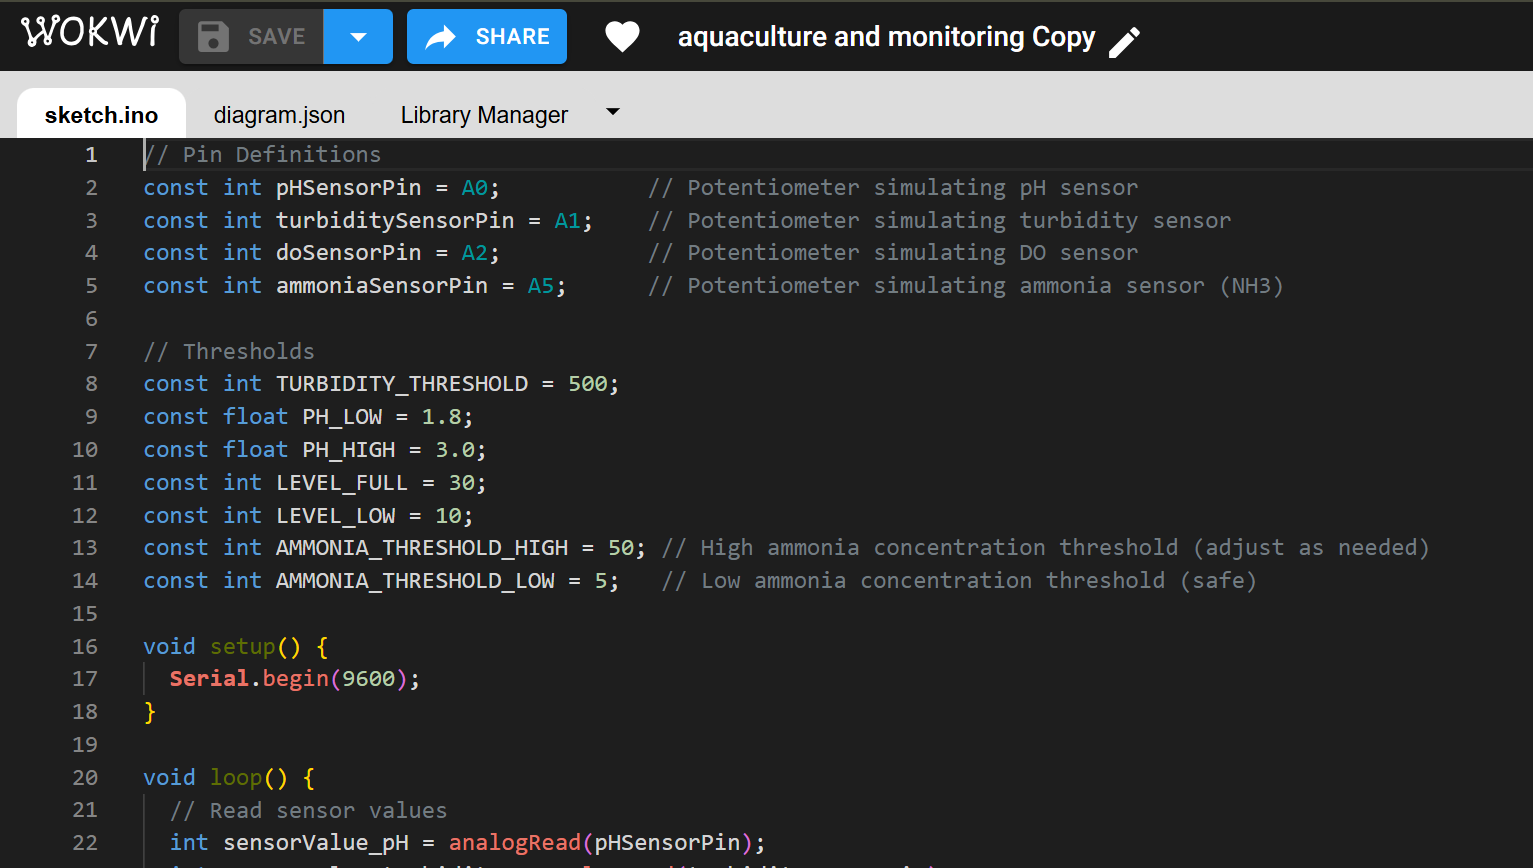 WOKWI SAVE SHARE aquaculture and monitoring Copy
sketch.ino diagram.json Library Manager
1 // Pin Definitions
2 const int pHSensorPin = A0; // Potentiometer simulating pH sensor
3 const int turbiditySensorPin = A1; // Potentiometer simulating turbidity sensor
4 const int doSensorPin = A2; // Potentiometer simulating DO sensor
5 const int ammoniaSensorPin = A5; // Potentiometer simulating ammonia sensor (NH3)
6
7 // Thresholds
8 const int TURBIDITY_THRESHOLD = 500;
9 const float PH_LOW = 1.8;
10 const float PH_HIGH = 3.0;
11 const int LEVEL_FULL = 30;
12 const int LEVEL_LOW = 10;
13 const int AMMONIA_THRESHOLD_HIGH = 50; // High ammonia concentration threshold (adjust as needed)
14 const int AMMONIA_THRESHOLD_LOW = 5; // Low ammonia concentration threshold (safe)
15
16 void setup() {
17 Serial.begin(9600);
18 }
19
20 void loop() {
21 // Read sensor values
22 int sensorValue_pH = analogRead(pHSensorPin);